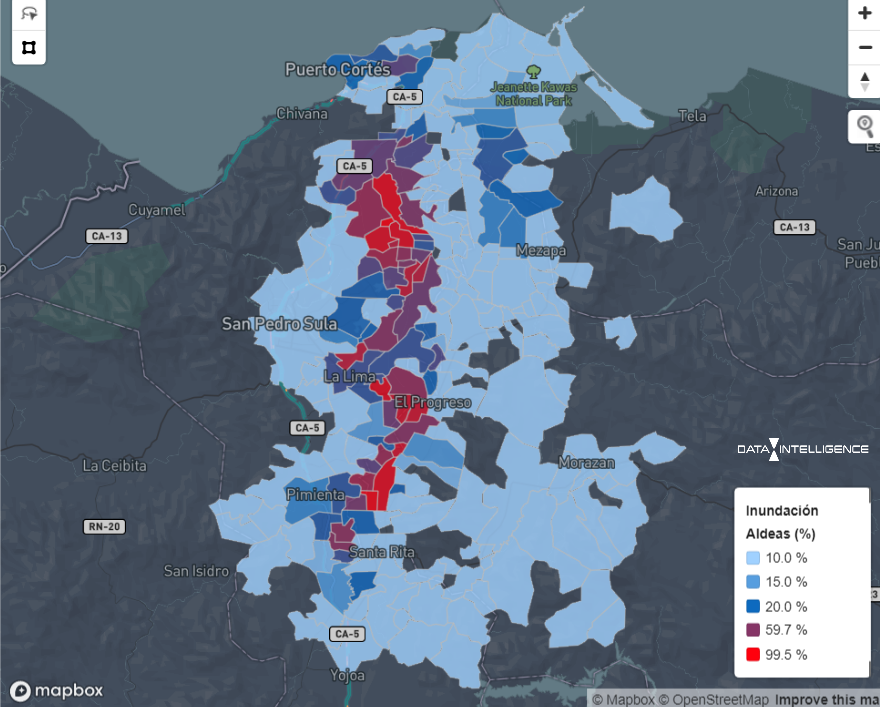 +
−
Puerto Cortés
Jeanette Kawas
National Park
CA-5
Chivana
Tela
CA-5
Arizona
Cuyamel
CA-13
CA-13
San Ju
Puebl
Mezapa
San Pedro Sula
La Lima
El Progreso
CA-5
DATA INTELLIGENCE
La Ceibita
Morazan
Pimienta
RN-20
Inundación
Aldeas (%)
10.0 %
15.0 %
20.0 %
59.7 %
99.5 %
Santa Rita
San Isidro
CA-5
Yojoa
mapbox
© Mapbox © OpenStreetMap Improve this ma